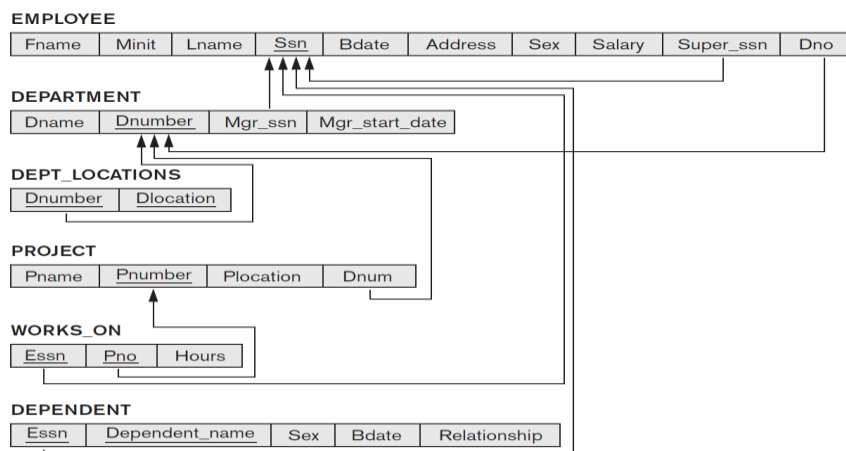 EMPLOYEE
Fname Minit Lname Ssn Bdate Address Sex Salary Super_ssn Dno
DEPARTMENT
Dname Dnumber Mgr_ssn Mgr_start_date
DEPT_LOCATIONS
Dnumber Dlocation
PROJECT
Pname Pnumber Plocation Dnum
WORKS_ON
Essn Pno Hours
DEPENDENT
Essn Dependent_name Sex Bdate Relationship